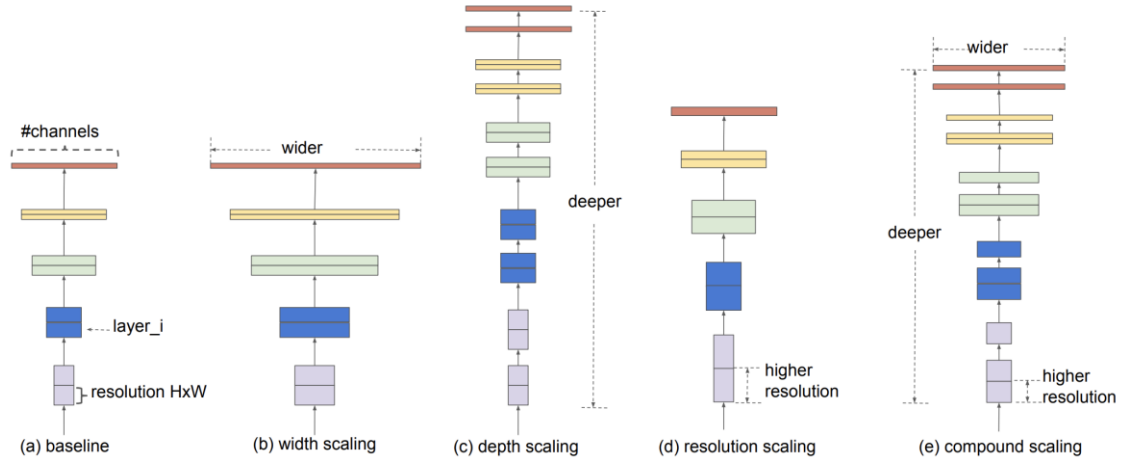 #channels
layer_i
resolution HxW
(a) baseline
wider
(b) width scaling
deeper
(c) depth scaling
higher
resolution
(d) resolution scaling
wider
deeper
higher
resolution
(e) compound scaling